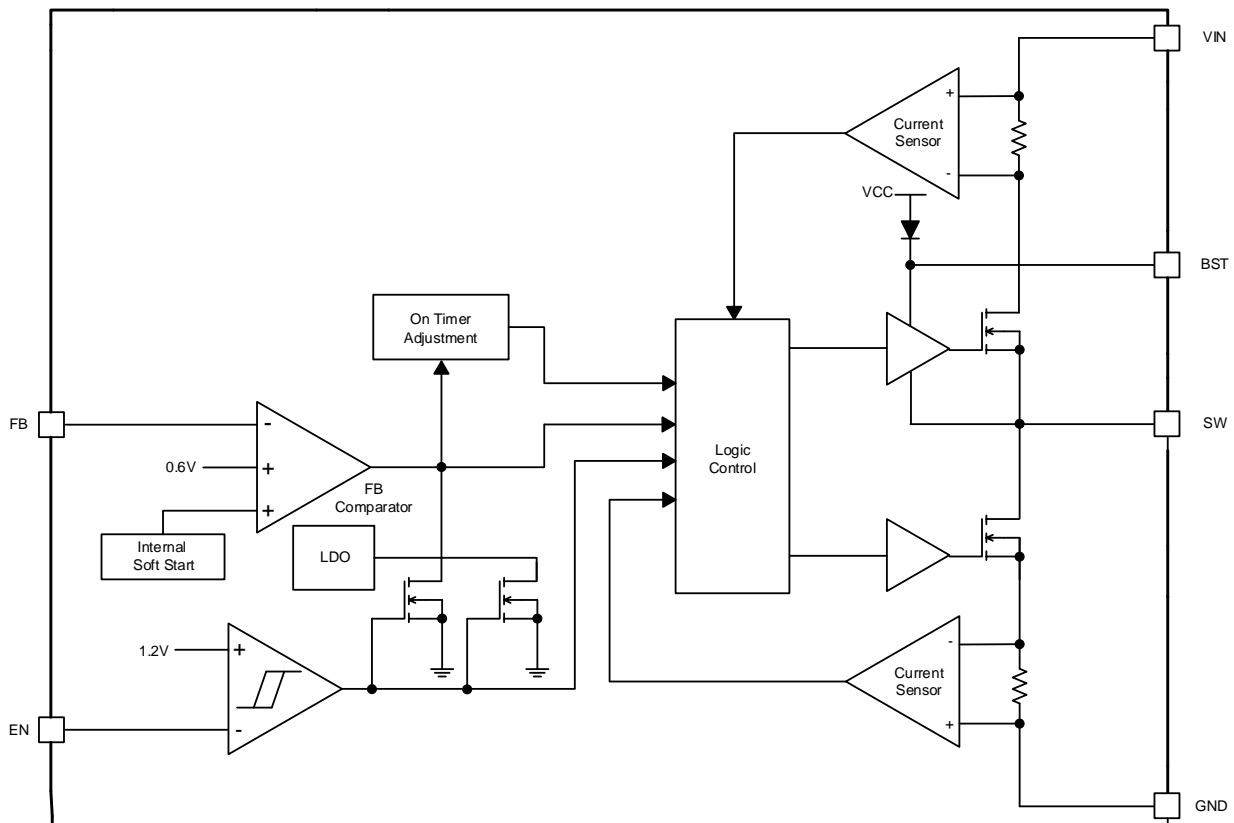 VIN
+
Current
Sensor
-
VCC
BST
On Timer
Adjustment
FB
-
0.6V
+
+
FB
Comparator
Internal
Soft Start
LDO
Logic
Control
SW
1.2V
+
EN
-
-
Current
Sensor
+
GND